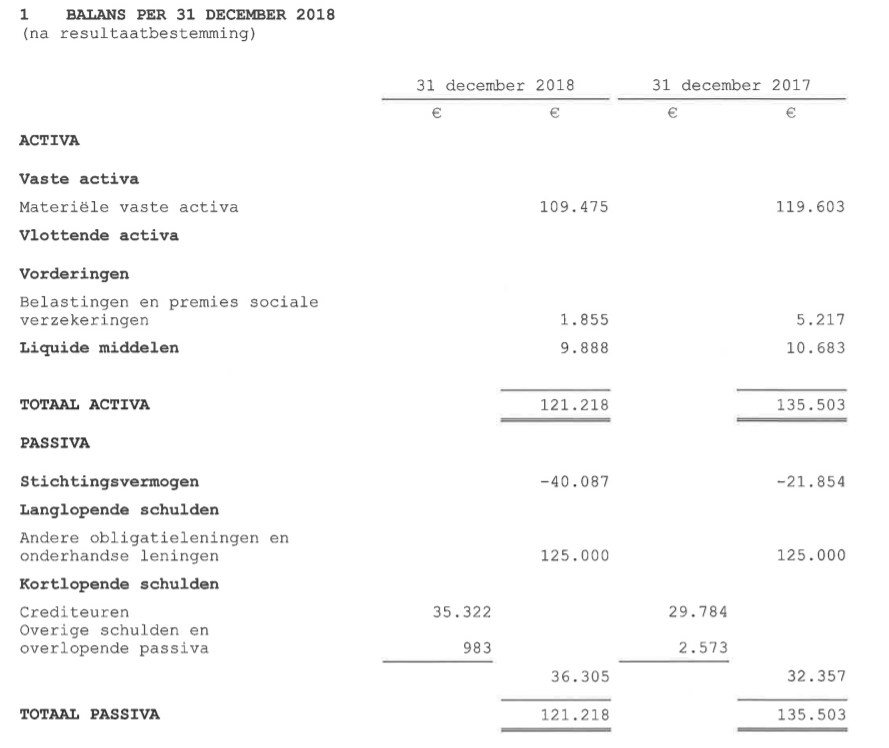 1 BALANS PER 31 DECEMBER 2018
(na resultaatbestemming)
31 december 2018 31 december 2017
€ € € €
ACTIVA
Vaste activa
Materiële vaste activa 109.475 119.603
Vlottende activa
Vorderingen
Belastingen en premies sociale
verzekeringen 1.855 5.217
Liquide middelen 9.888 10.683
TOTAAL ACTIVA 121.218 135.503
PASSIVA
Stichtingsvermogen -40.087 -21.854
Langlopende schulden
Andere obligatieleningen en
onderhandse leningen 125.000 125.000
Kortlopende schulden
Crediteuren 35.322 29.784
Overige schulden en
overlopende passiva 983 2.573
36.305 32.357
TOTAAL PASSIVA 121.218 135.503